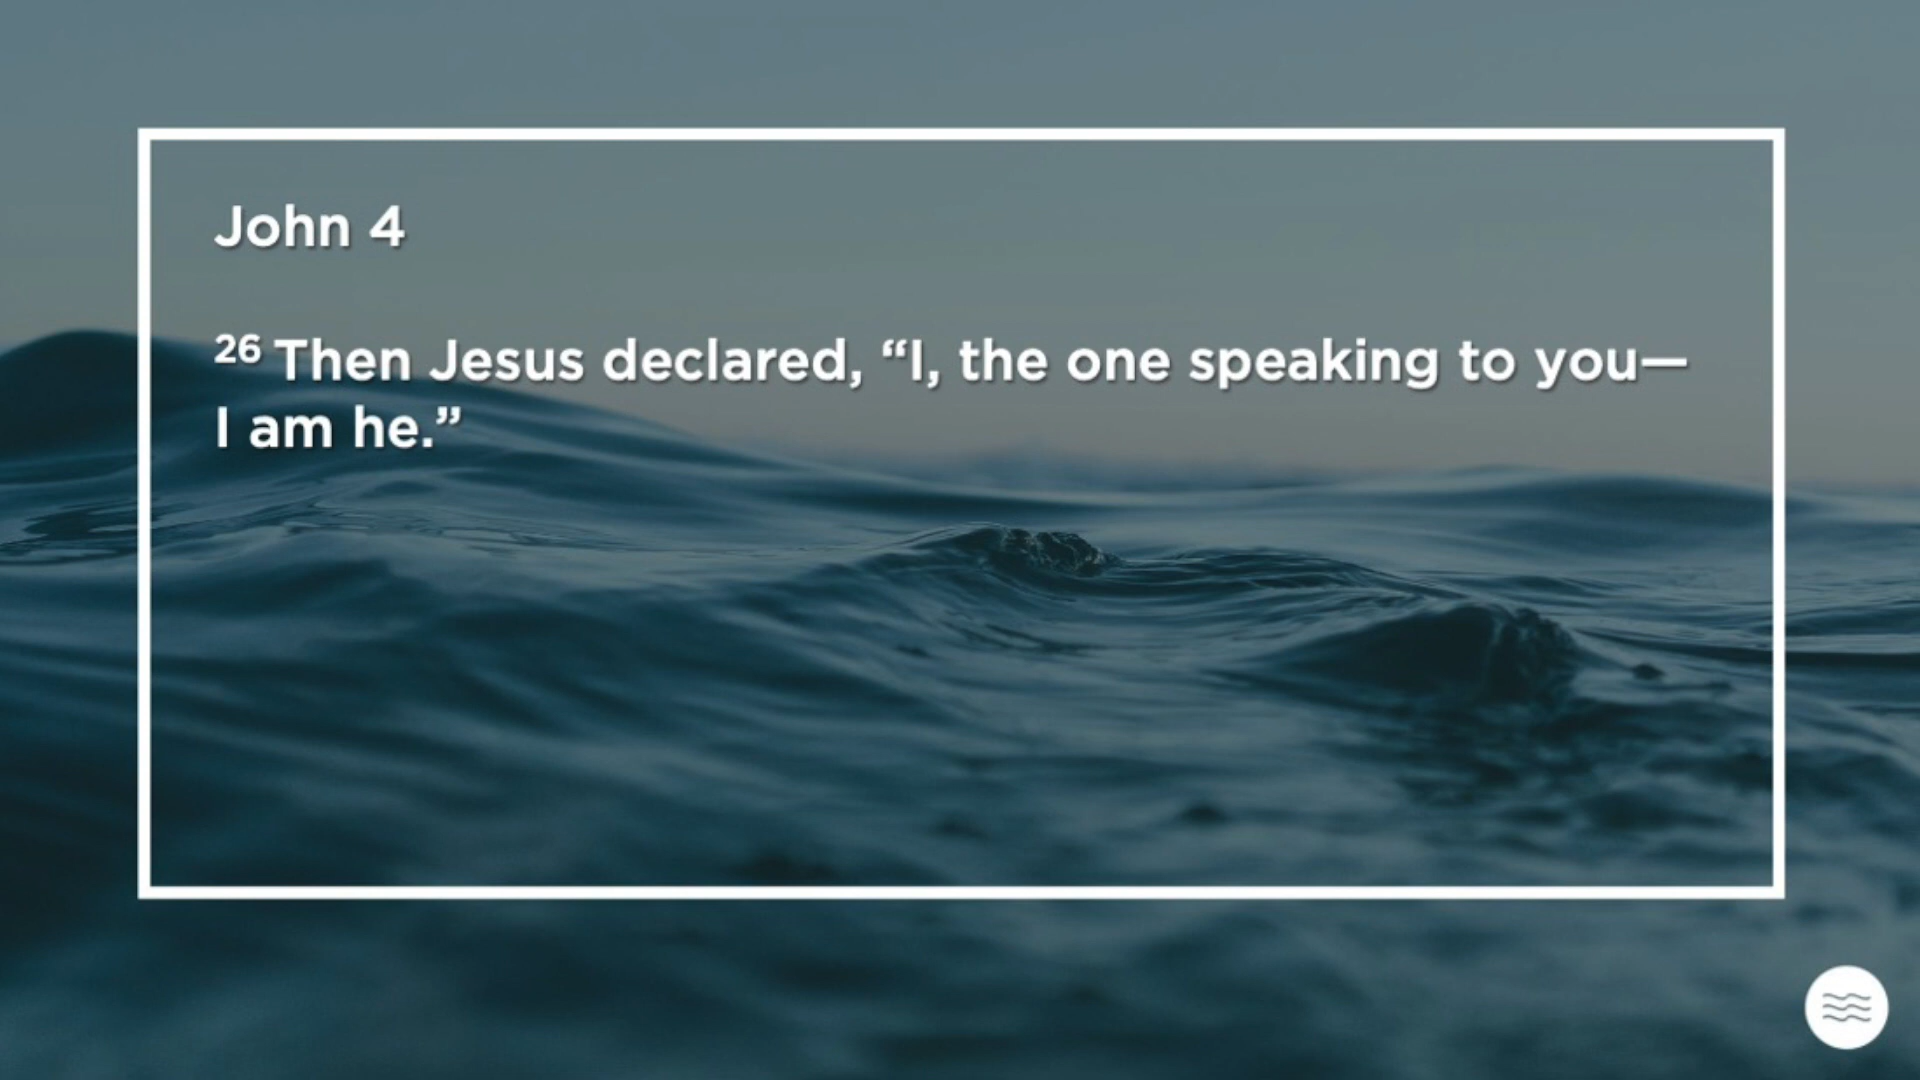 John 4
26 Then Jesus declared, “I, the one speaking to you—
I am he.”